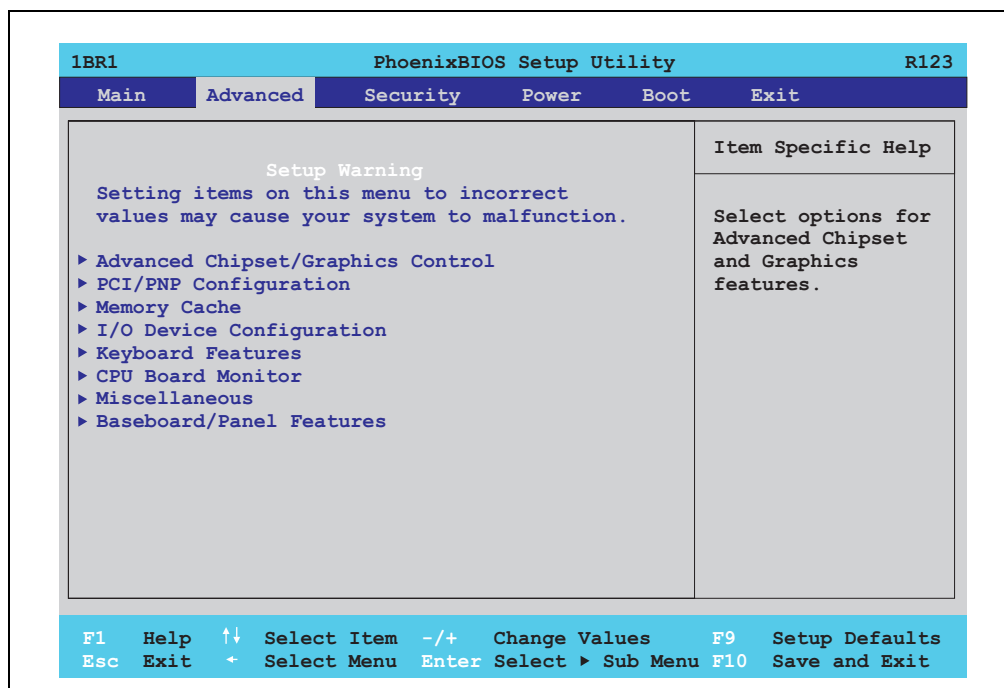 1BR1 PhoenixBIOS Setup Utility R123
Main Advanced Security Power Boot Exit
Setup Warning
Setting items on this menu to incorrect
values may cause your system to malfunction.
▶ Advanced Chipset/Graphics Control
▶ PCI/PNP Configuration
▶ Memory Cache
▶ I/O Device Configuration
▶ Keyboard Features
▶ CPU Board Monitor
▶ Miscellaneous
▶ Baseboard/Panel Features
Item Specific Help
Select options for
Advanced Chipset
and Graphics
features.
F1 Help ↑↓ Select Item -/+ Change Values F9 Setup Defaults
Esc Exit ← Select Menu Enter Select ▶ Sub Menu F10 Save and Exit